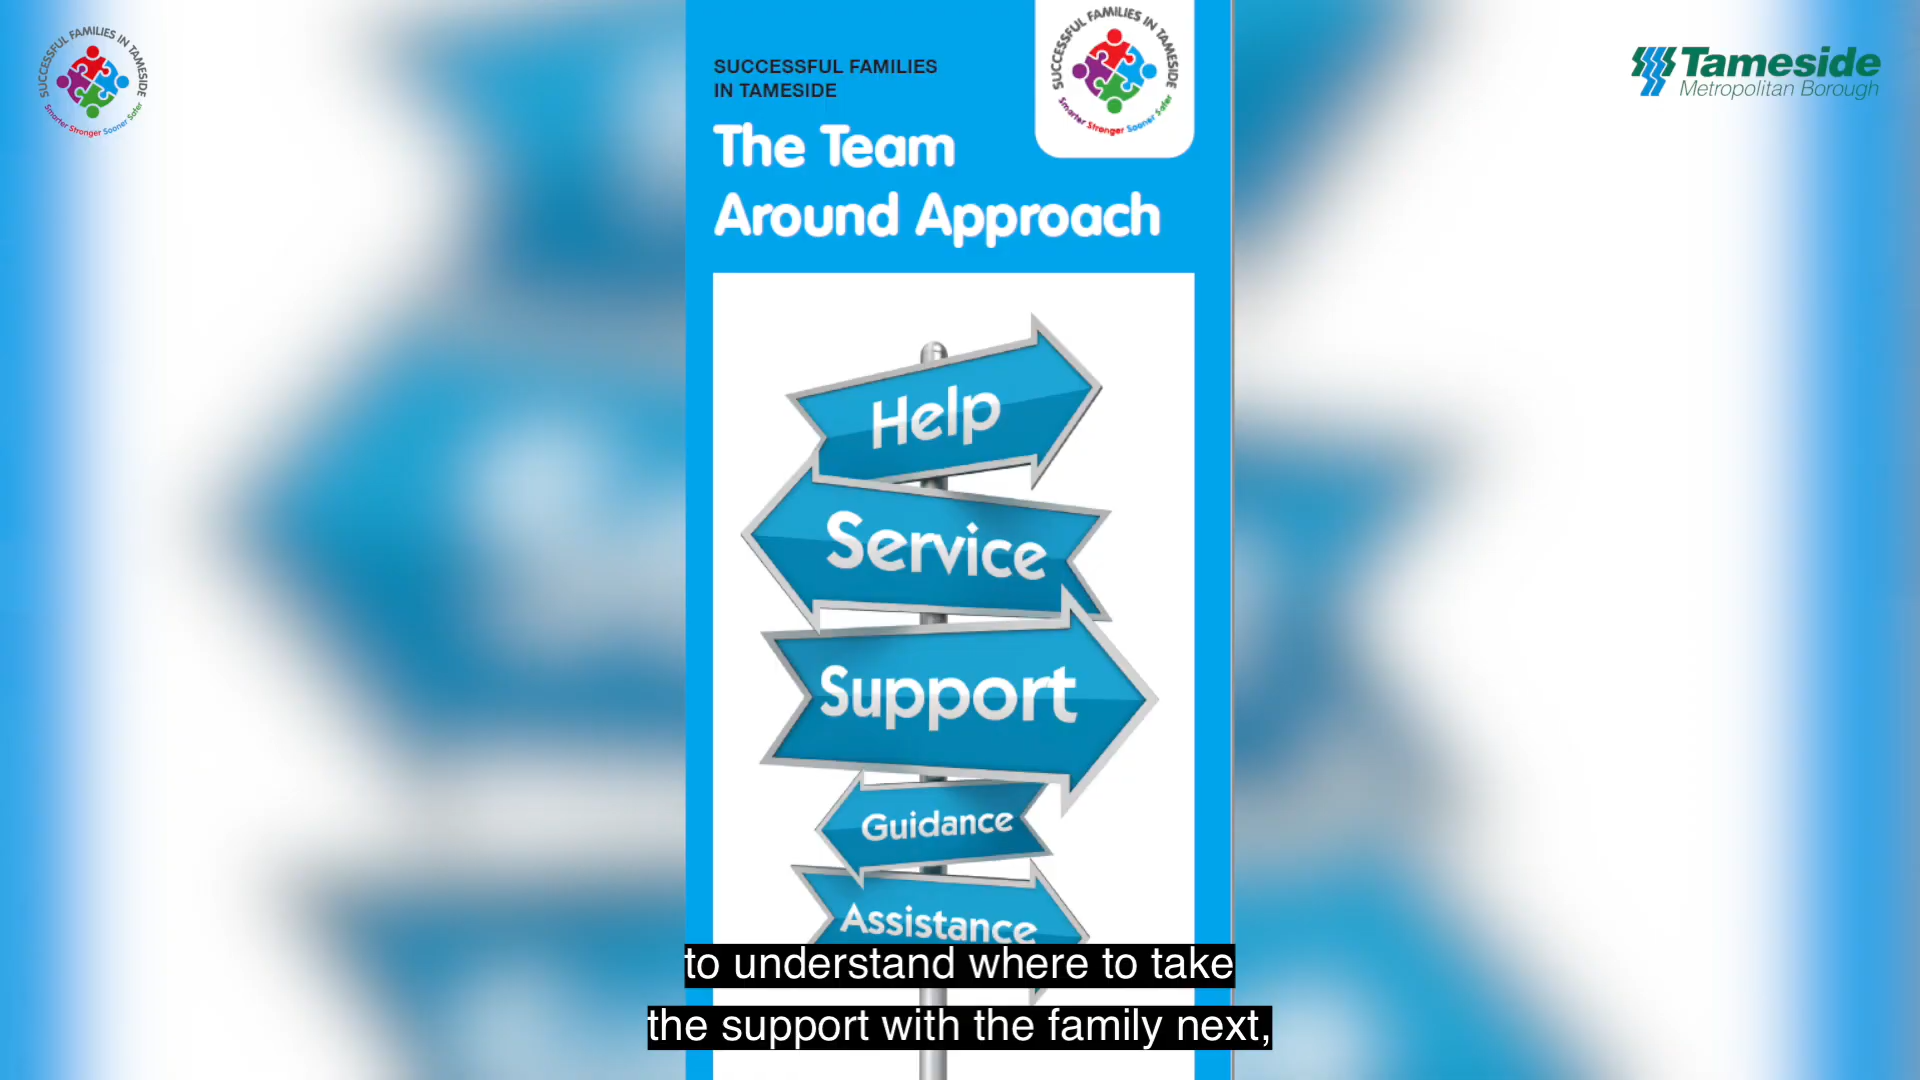 SUCCESSFUL FAMILIES IN TAMESIDE
Smarter Stronger Sooner Safer
SUCCESSFUL FAMILIES
IN TAMESIDE
The Team
Around Approach
SUCCESSFUL FAMILIES IN TAMESIDE
Smarter Stronger Sooner Safer
Tameside
Metropolitan Borough
Help
Service
Support
Guidance
Assistance
to understand where to take
the support with the family next,